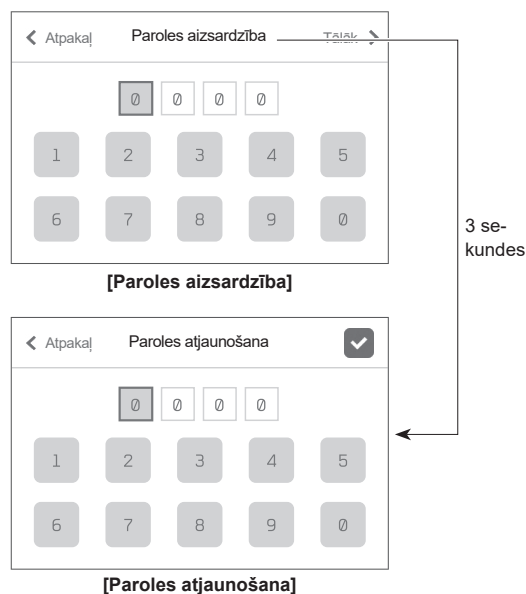 Atpakaļ Paroles aizsardzība Tālāk
0 0 0 0
1 2 3 4 5
6 7 8 9 0
[Paroles aizsardzība]
3 se-
kundes
Atpakaļ Paroles atjaunošana
0 0 0 0
1 2 3 4 5
6 7 8 9 0
[Paroles atjaunošana]